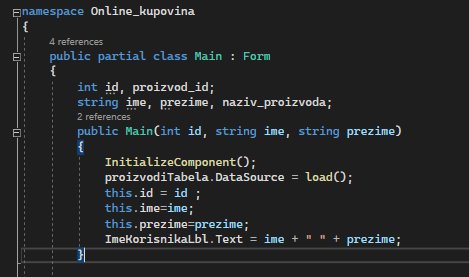 namespace Online_kupovina
{
4 references
public partial class Main : Form
{
int id, proizvod_id;
string ime, prezime, naziv_proizvoda;
2 references
public Main(int id, string ime, string prezime)
{
InitializeComponent();
proizvodiTabela.DataSource = load();
this.id = id ;
this.ime=ime;
this.prezime=prezime;
ImeKorisnikaLbl.Text = ime + " " + prezime;
}